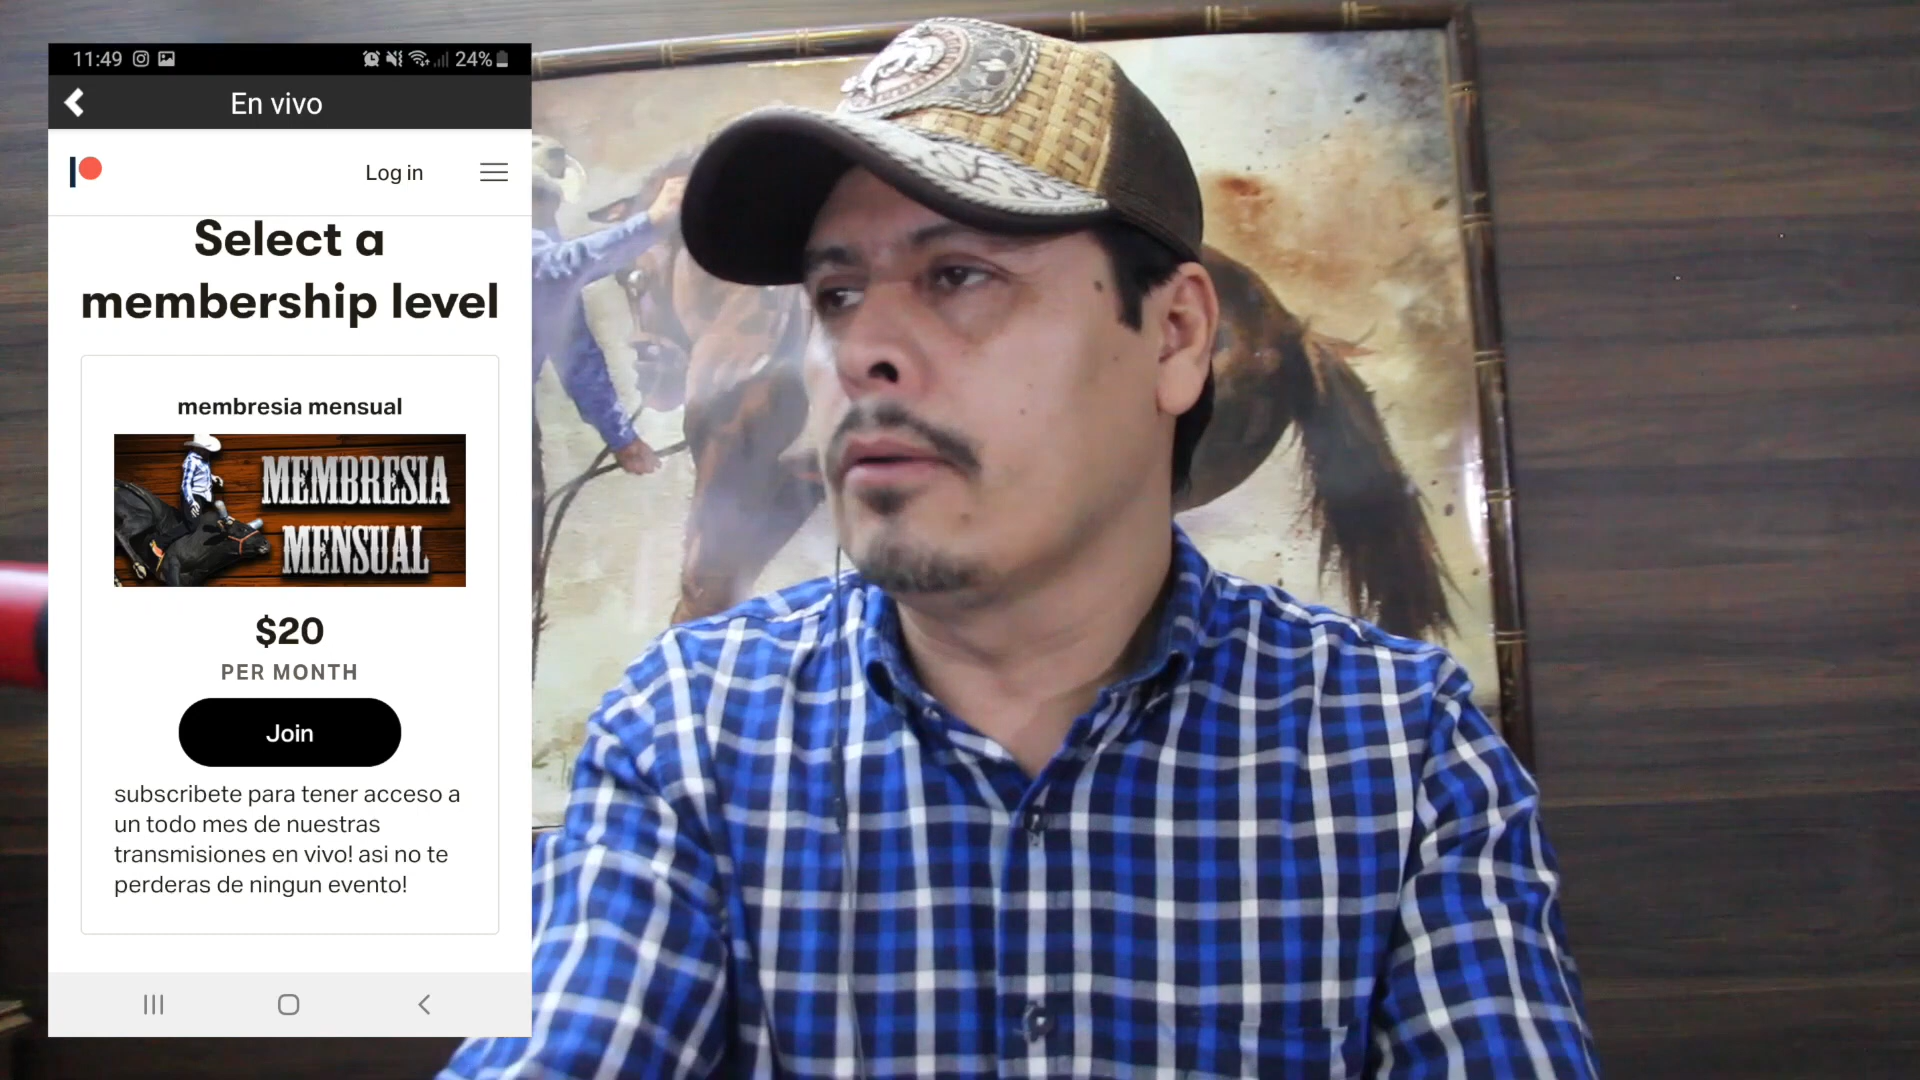 11:49
24%
En vivo
Log in
Select a
membership level
membresia mensual
MEMBRESIA
MENSUAL
$20
PER MONTH
Join
subscribete para tener acceso a
un todo mes de nuestras
transmisiones en vivo! asi no te
perderas de ningun evento!